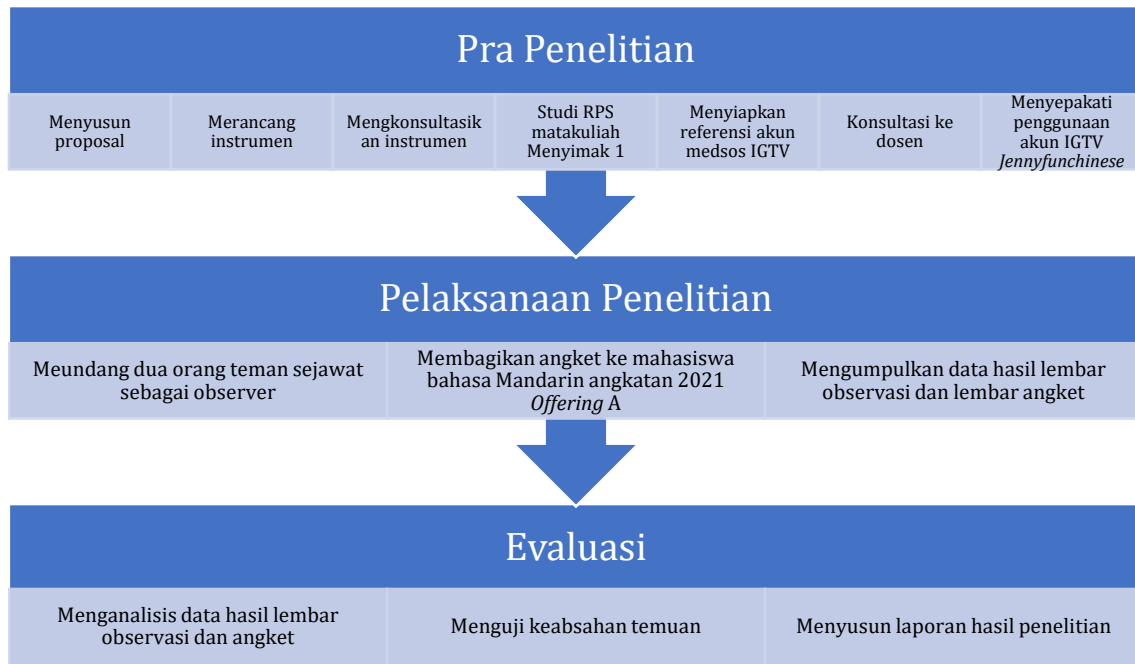 Pra Penelitian
Menyusun
proposal
Merancang
instrumen
Mengkonsultasik
an instrumen
Studi RPS
matakuliah
Menyimak 1
Menyiapkan
referensi akun
medsos IGTV
Konsultasi ke
dosen
Menyepakati
penggunaan
akun IGTV
Jennyfunchinese
Pelaksanaan Penelitian
Meundang dua orang teman sejawat
sebagai observer
Membagikan angket ke mahasiswa
bahasa Mandarin angkatan 2021
Offering A
Mengumpulkan data hasil lembar
observasi dan lembar angket
Evaluasi
Menganalisis data hasil lembar
observasi dan angket
Menguji keabsahan temuan
Menyusun laporan hasil penelitian